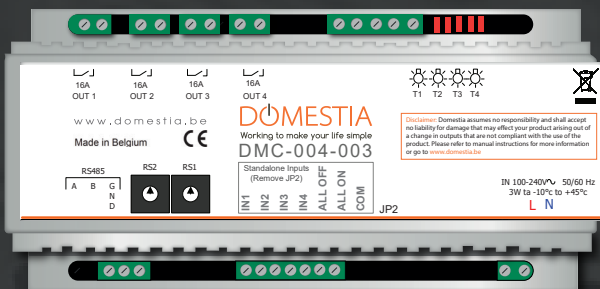 16A 16A 16A 16A
OUT 1 OUT 2 OUT 3 OUT 4
T1 T2 T3 T4
www.domestia.be
Made in Belgium CE
DOMESTIA
Working to make your life simple
DMC-004-003
Disclaimer: Domestia assumes no responsibility and shall accept
no liability for damage that may effect your product arising out of
a change in outputs that are not compliant with the use of the
product. Please refer to manual instructions for more information
or go to www.domestia.be
RS485 RS2 RS1
A B GND
Standalone Inputs
(Remove JP2)
IN1 IN2 IN3 IN4 ALL OFF ALL ON COM
JP2
IN 100-240V 50/60 Hz
3W ta -10°c to +45°c
L N